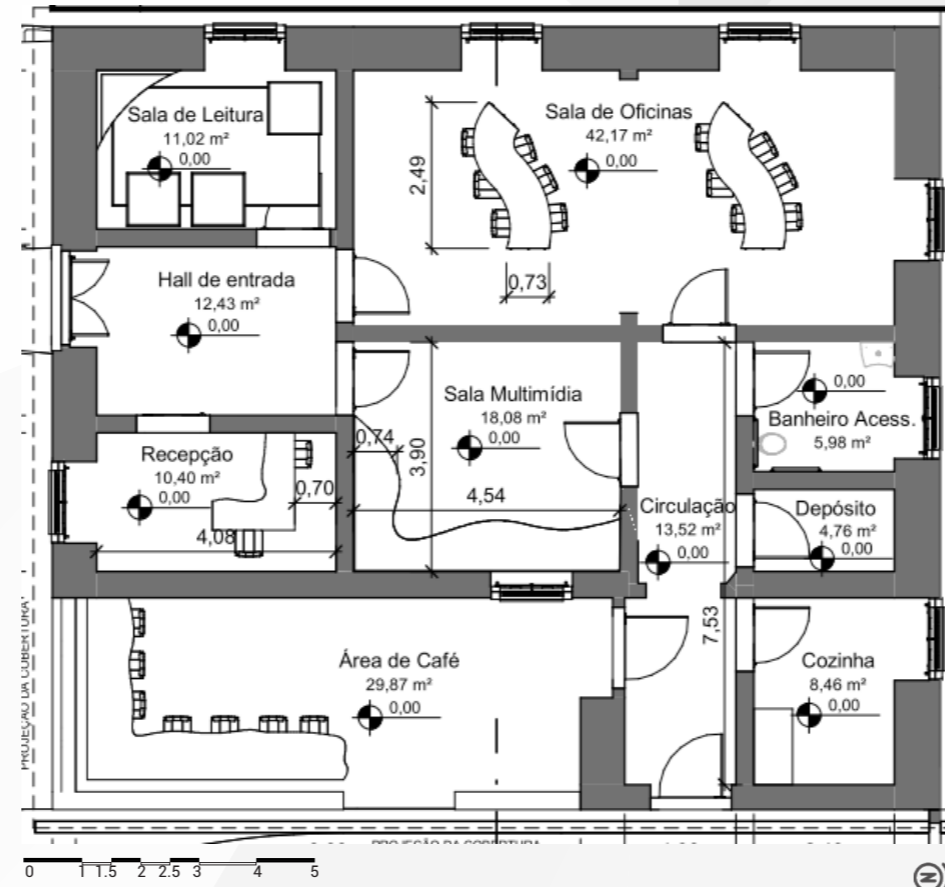 Sala de Leitura
11,02 m²
0,00
Sala de Oficinas
42,17 m²
0,00
2,49
0,73
Hall de entrada
12,43 m²
0,00
Sala Multimídia
18,08 m²
0,00
0,74
3,90
4,54
0,00
Banheiro Acess.
5,98 m²
Recepção
10,40 m²
0,00
0,70
4,08
Circulação
13,52 m²
0,00
Depósito
4,76 m²
0,00
7,53
Área de Café
29,87 m²
0,00
Cozinha
8,46 m²
0,00
PROJEÇÃO DA COBERTURA
PROJEÇÃO DA COBERTURA
0 1 1.5 2 2.5 3 4 5
N